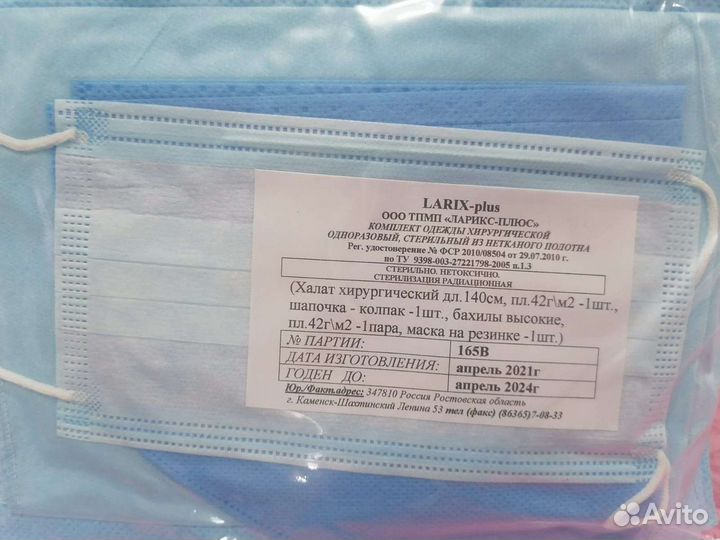 LARIX-plus
ООО ТПМП «ЛАРИКС-ПЛЮС»
КОМПЛЕКТ ОДЕЖДЫ ХИРУРГИЧЕСКОЙ
ОДНОРАЗОВЫЙ, СТЕРИЛЬНЫЙ ИЗ НЕТКАНОГО ПОЛОТНА
Рег. удостоверение № ФСР 2010/08504 от 29.07.2010 г.
по ТУ 9398-003-27221798-2005 п.1.3
СТЕРИЛЬНО. НЕТОКСИЧНО.
СТЕРИЛИЗАЦИЯ РАДИАЦИОННАЯ
(Халат хирургический дл.140см, пл.42г\м2 -1шт.,
шапочка - колпак -1шт., бахилы высокие,
пл.42г\м2 -1пара, маска на резинке -1шт.)
№ ПАРТИИ: 165В
ДАТА ИЗГОТОВЛЕНИЯ: апрель 2021г
ГОДЕН ДО: апрель 2024г
Юр./Факт.адрес: 347810 Россия Ростовская область
г. Каменск-Шахтинский Ленина 53 тел (факс) (86365)7-08-33
Avito